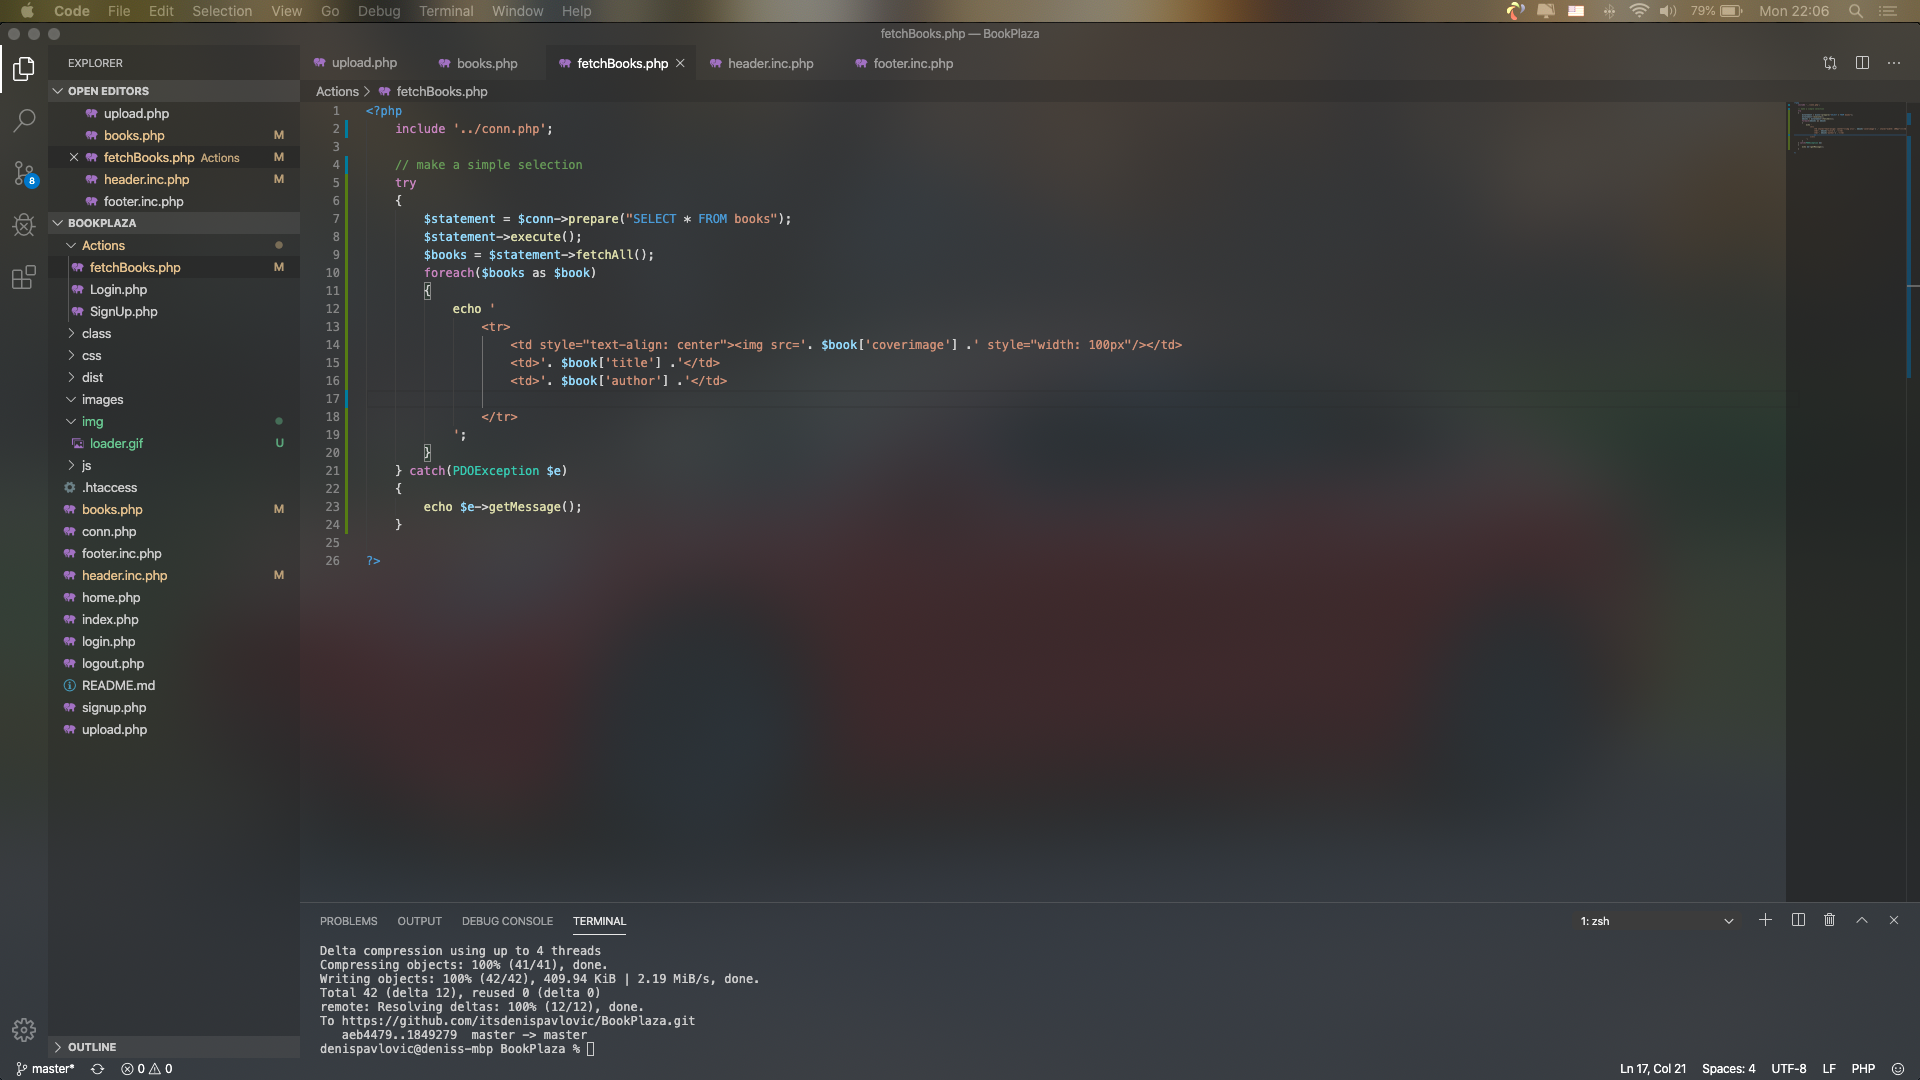 Code File Edit Selection View Go Debug Terminal Window Help
79% Mon 22:06
fetchBooks.php — BookPlaza
EXPLORER
OPEN EDITORS
upload.php
books.php M
fetchBooks.php Actions M
header.inc.php M
footer.inc.php
8
BOOKPLAZA
Actions
fetchBooks.php M
Login.php
SignUp.php
class
css
dist
images
img
loader.gif U
js
.htaccess
books.php M
conn.php
footer.inc.php
header.inc.php M
home.php
index.php
login.php
logout.php
README.md
signup.php
upload.php
OUTLINE
upload.php books.php fetchBooks.php header.inc.php footer.inc.php
Actions > fetchBooks.php
1 <?php
2 include '../conn.php';
3
4 // make a simple selection
5 try
6 {
7 $statement = $conn->prepare("SELECT * FROM books");
8 $statement->execute();
9 $books = $statement->fetchAll();
10 foreach($books as $book)
11 {
12 echo '
13 <tr>
14 <td style="text-align: center"><img src='. $book['coverimage'] .' style="width: 100px"/></td>
15 <td>'. $book['title'] .'</td>
16 <td>'. $book['author'] .'</td>
17
18 </tr>
19 ';
20 }
21 } catch(PDOException $e)
22 {
23 echo $e->getMessage();
24 }
25
26 ?>
PROBLEMS OUTPUT DEBUG CONSOLE TERMINAL
1: zsh
Delta compression using up to 4 threads
Compressing objects: 100% (41/41), done.
Writing objects: 100% (42/42), 409.94 KiB | 2.19 MiB/s, done.
Total 42 (delta 12), reused 0 (delta 0)
remote: Resolving deltas: 100% (12/12), done.
To https://github.com/itsdenispavlovic/BookPlaza.git
aeb4479..1849279 master -> master
denispavlovic@deniss-mbp BookPlaza %
master* 0 0
Ln 17, Col 21 Spaces: 4 UTF-8 LF PHP